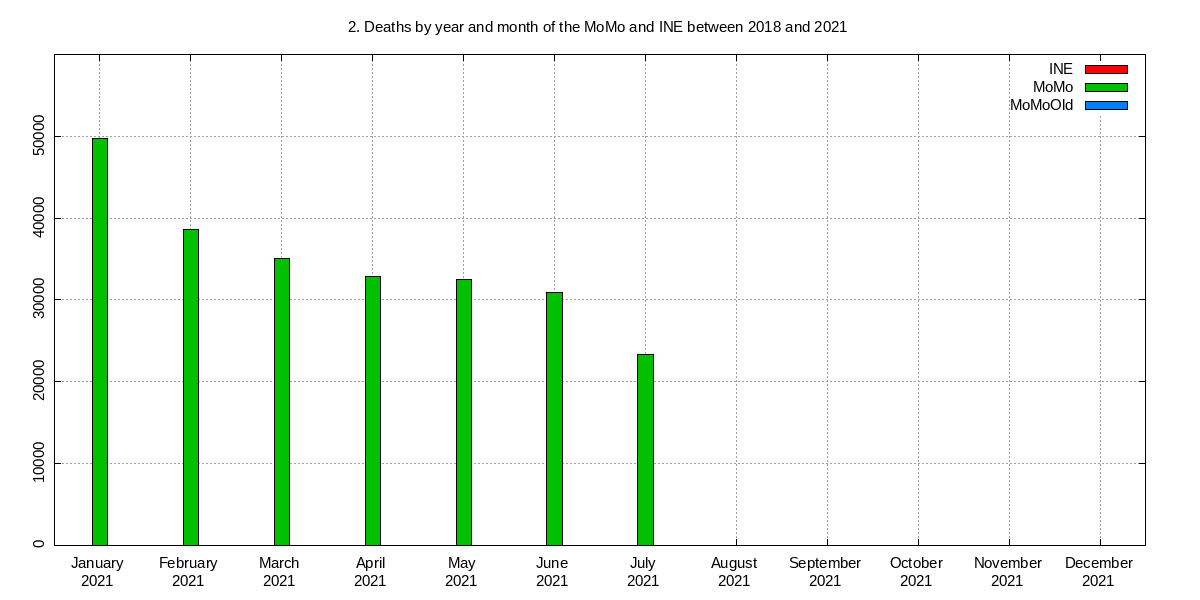 2. Deaths by year and month of the MoMo and INE between 2018 and 2021
INE
MoMo
MoMoOld
50000
40000
30000
20000
10000
0
January February March April May June July August September October November December
2021 2021 2021 2021 2021 2021 2021 2021 2021 2021 2021 2021